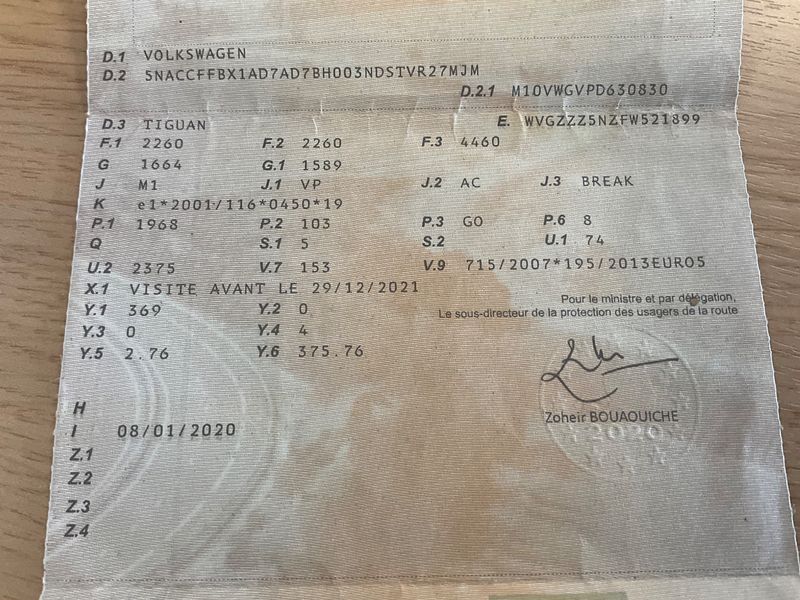 D.1 VOLKSWAGEN
D.2 5NACCFFBX1AD7AD7BH003NDSTVR27MJM
D.2.1 M10VWGVPD630830
D.3 TIGUAN E. WVGZZZ5NZFW521899
F.1 2260 F.2 2260 F.3 4460
G 1664 G.1 1589
J M1 J.1 VP J.2 AC J.3 BREAK
K e1*2001/116*0450*19
P.1 1968 P.2 103 P.3 GO P.6 8
Q S.1 5 S.2 U.1 74
U.2 2375 V.7 153 V.9 715/2007*195/2013EURO5
X.1 VISITE AVANT LE 29/12/2021
Pour le ministre et par délégation,
Y.1 369 Y.2 0 Le sous-directeur de la protection des usagers de la route
Y.3 0 Y.4 4
Y.5 2.76 Y.6 375.76
H
Zoheir BOUAOUICHE
I 08/01/2020
2020
Z.1
Z.2
Z.3
Z.4